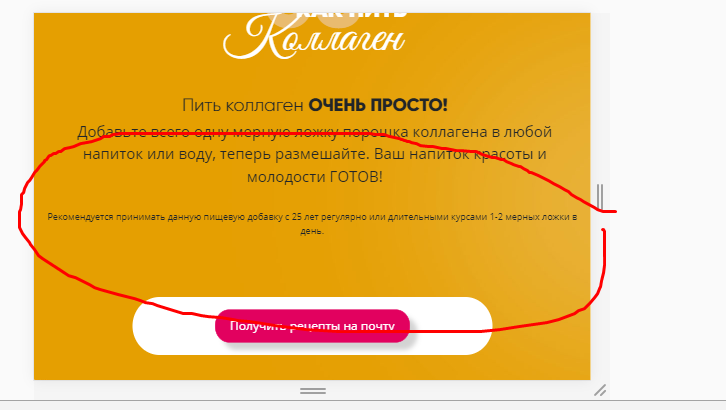 КАК ПИТЬ
Коллаген
Пить коллаген ОЧЕНЬ ПРОСТО!
Добавьте всего одну мерную ложку порошка коллагена в любой
напиток или воду, теперь размешайте. Ваш напиток красоты и
молодости ГОТОВ!
Рекомендуется принимать данную пищевую добавку с 25 лет регулярно или длительными курсами 1-2 мерных ложки в
день.
Получить рецепты на почту